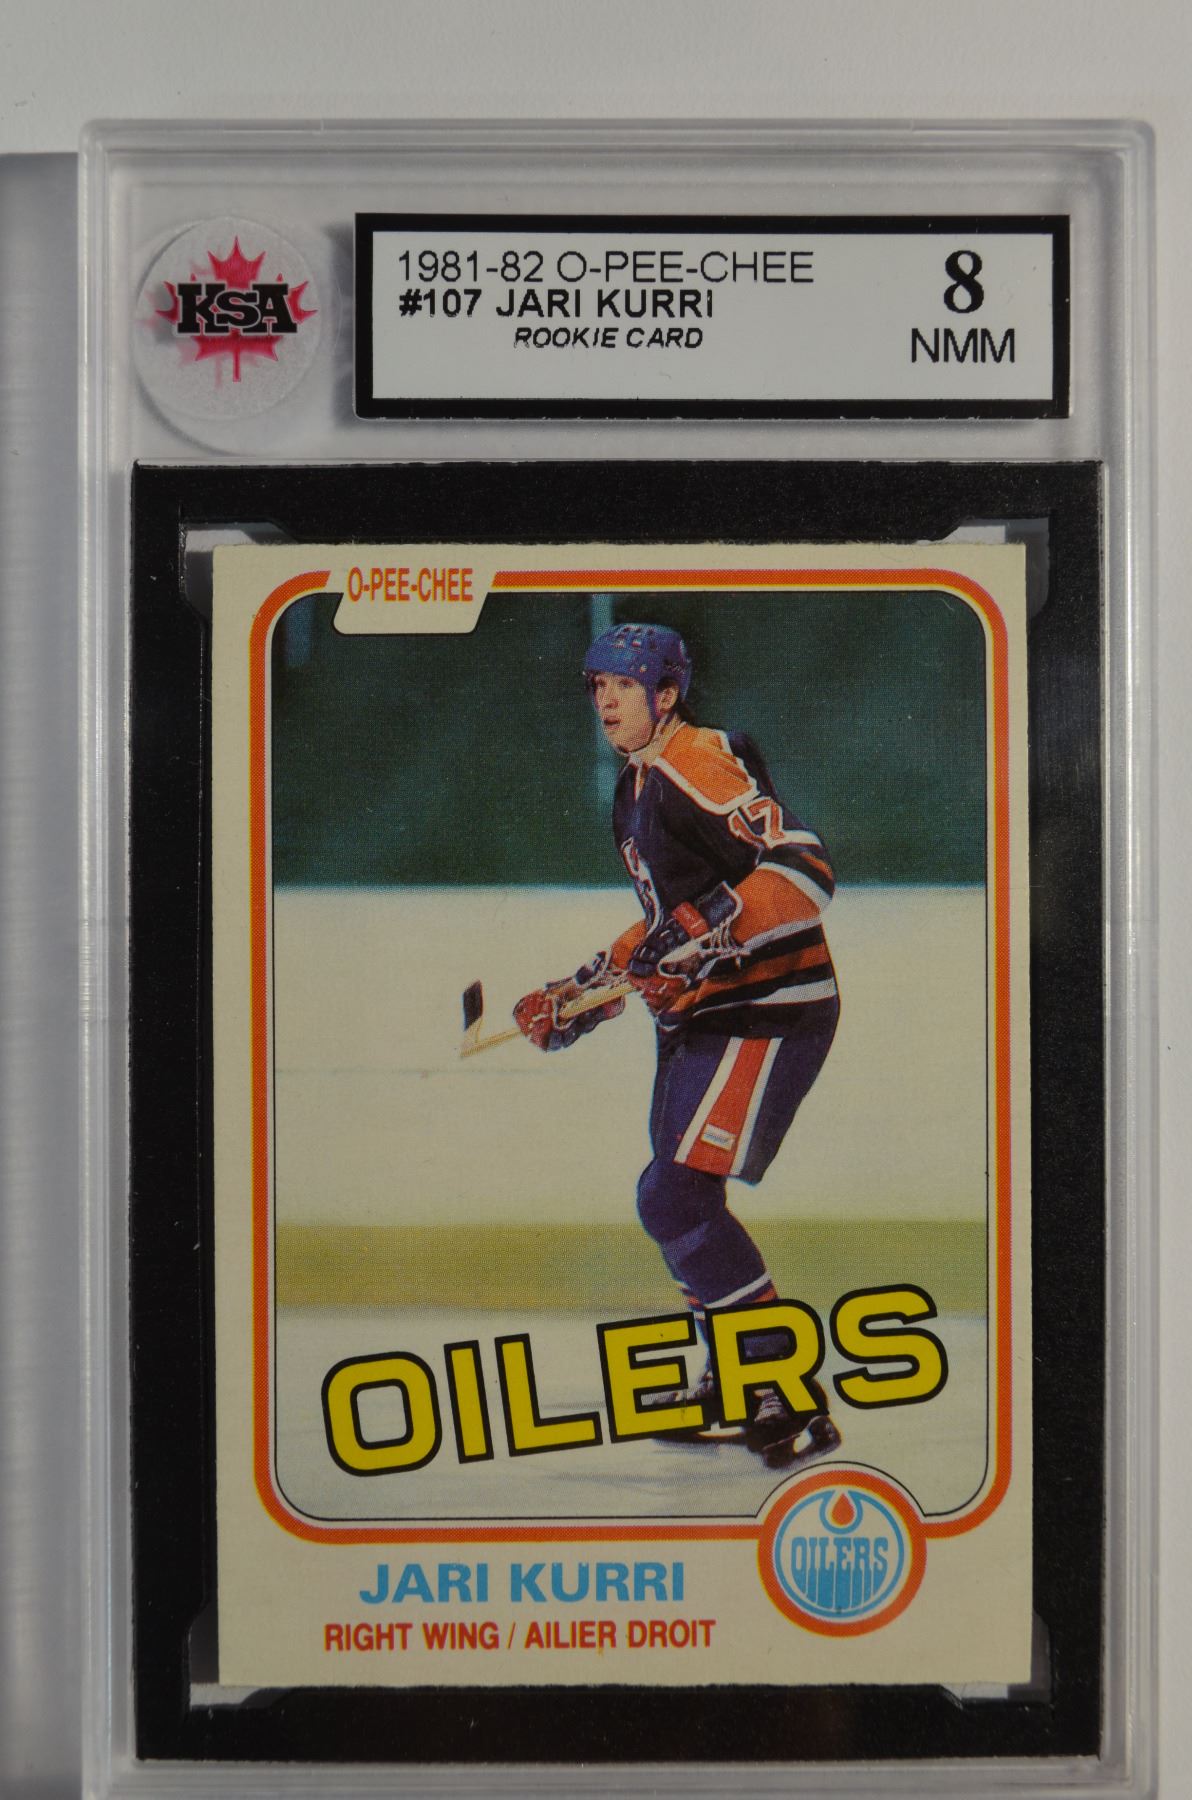 KSA
1981-82 O-PEE-CHEE
#107 JARI KURRI
ROOKIE CARD
8
NMM
O-PEE-CHEE
17
OILERS
OILERS
JARI KURRI
RIGHT WING / AILIER DROIT